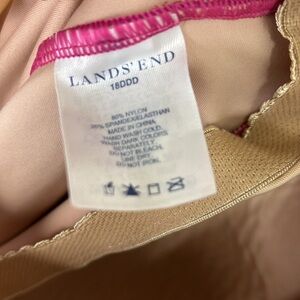 LANDS' END
18DDD
80% NYLON
20% SPANDEX/ELASTHAN
MADE IN CHINA
HAND WASH COLD.
WASH DARK COLORS
SEPARATELY.
DO NOT BLEACH.
LINE DRY.
DO NOT IRON.